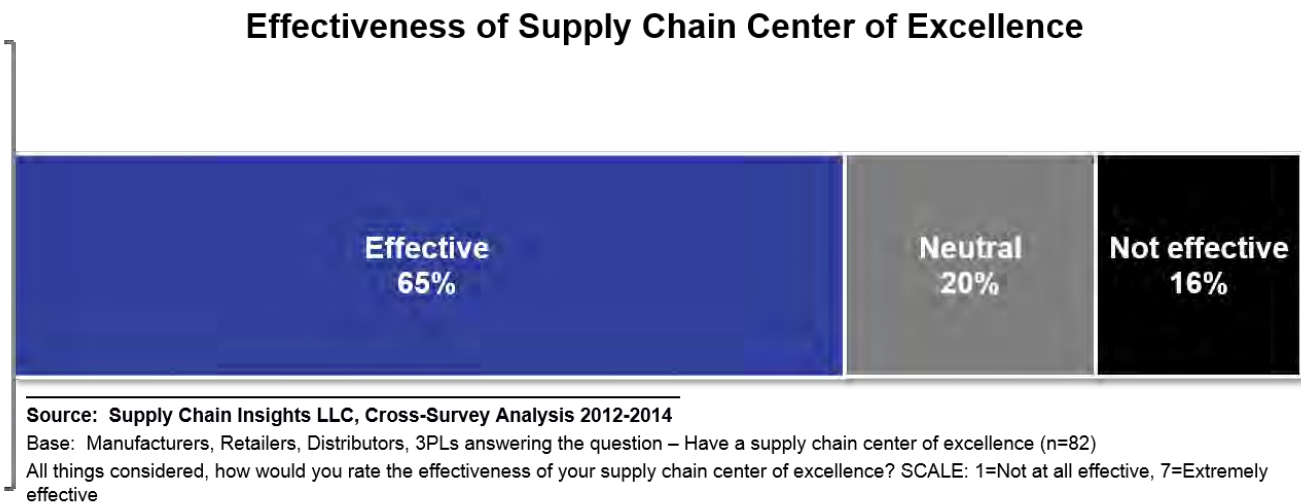 Effectiveness of Supply Chain Center of Excellence
Effective
65%
Neutral
20%
Not effective
16%
Source:  Supply Chain Insights LLC, Cross-Survey Analysis 2012-2014
Base:  Manufacturers, Retailers, Distributors, 3PLs answering the question – Have a supply chain center of excellence (n=82)
All things considered, how would you rate the effectiveness of your supply chain center of excellence? SCALE: 1=Not at all effective, 7=Extremely
effective